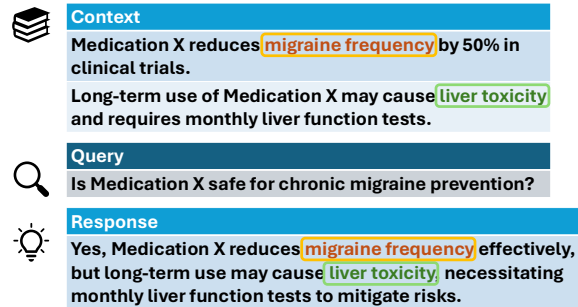 Context
Medication X reduces migraine frequency by 50% in
clinical trials.
Long-term use of Medication X may cause liver toxicity
and requires monthly liver function tests.
Query
Is Medication X safe for chronic migraine prevention?
Response
Yes, Medication X reduces migraine frequency effectively,
but long-term use may cause liver toxicity, necessitating
monthly liver function tests to mitigate risks.